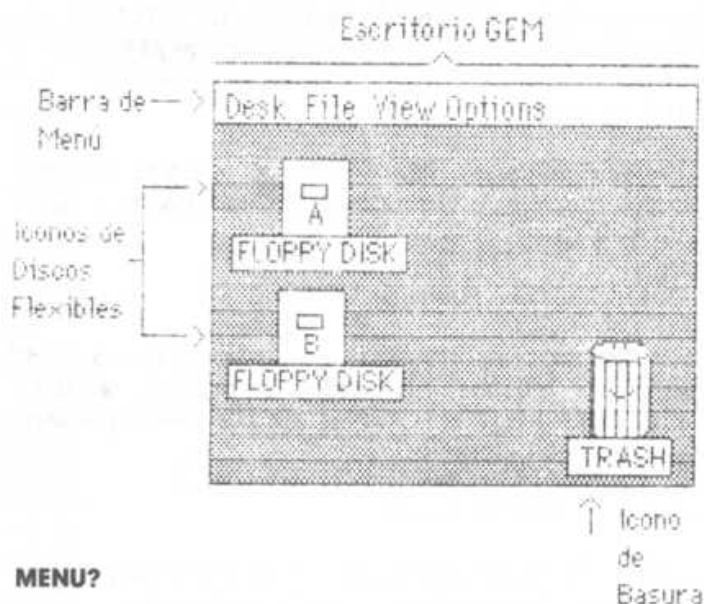 Escritorio GEM
Barra de
Menu
Desk File View Options
A
FLOPPY DISK
Iconos de
Discos
Flexibles
B
FLOPPY DISK
TRASH
Icono
de
Basura
MENU?